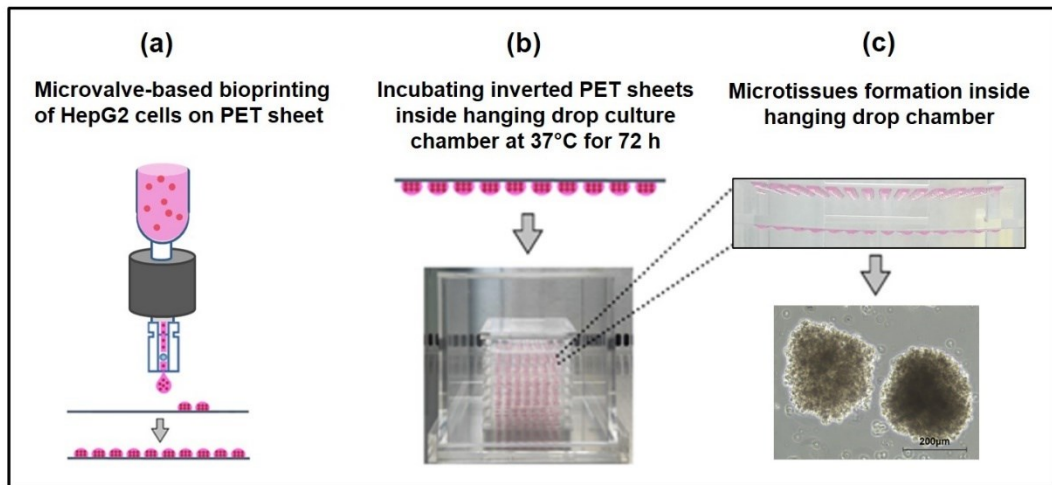 (a)
Microvalve-based bioprinting
of HepG2 cells on PET sheet
(b)
Incubating inverted PET sheets
inside hanging drop culture
chamber at 37°C for 72 h
(c)
Microtissues formation inside
hanging drop chamber
200µm